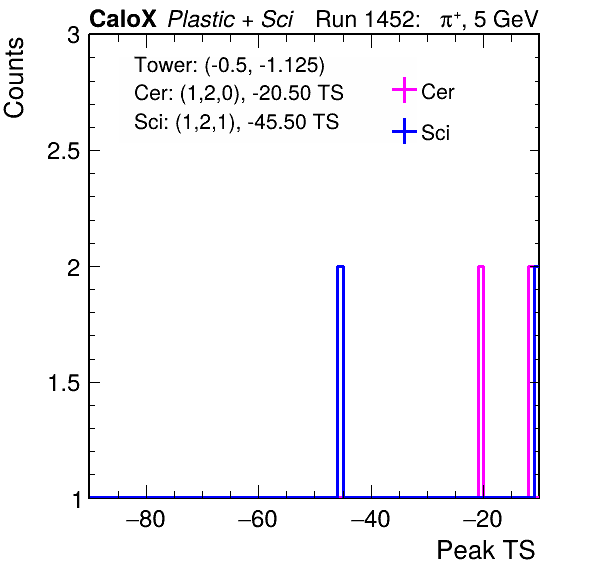 CaloX Plastic + Sci Run 1452: π⁺, 5 GeV
Counts
Tower: (-0.5, -1.125)
Cer: (1,2,0), -20.50 TS
Sci: (1,2,1), -45.50 TS
Cer
Sci
3
2.5
2
1.5
1
−80 −60 −40 −20
Peak TS